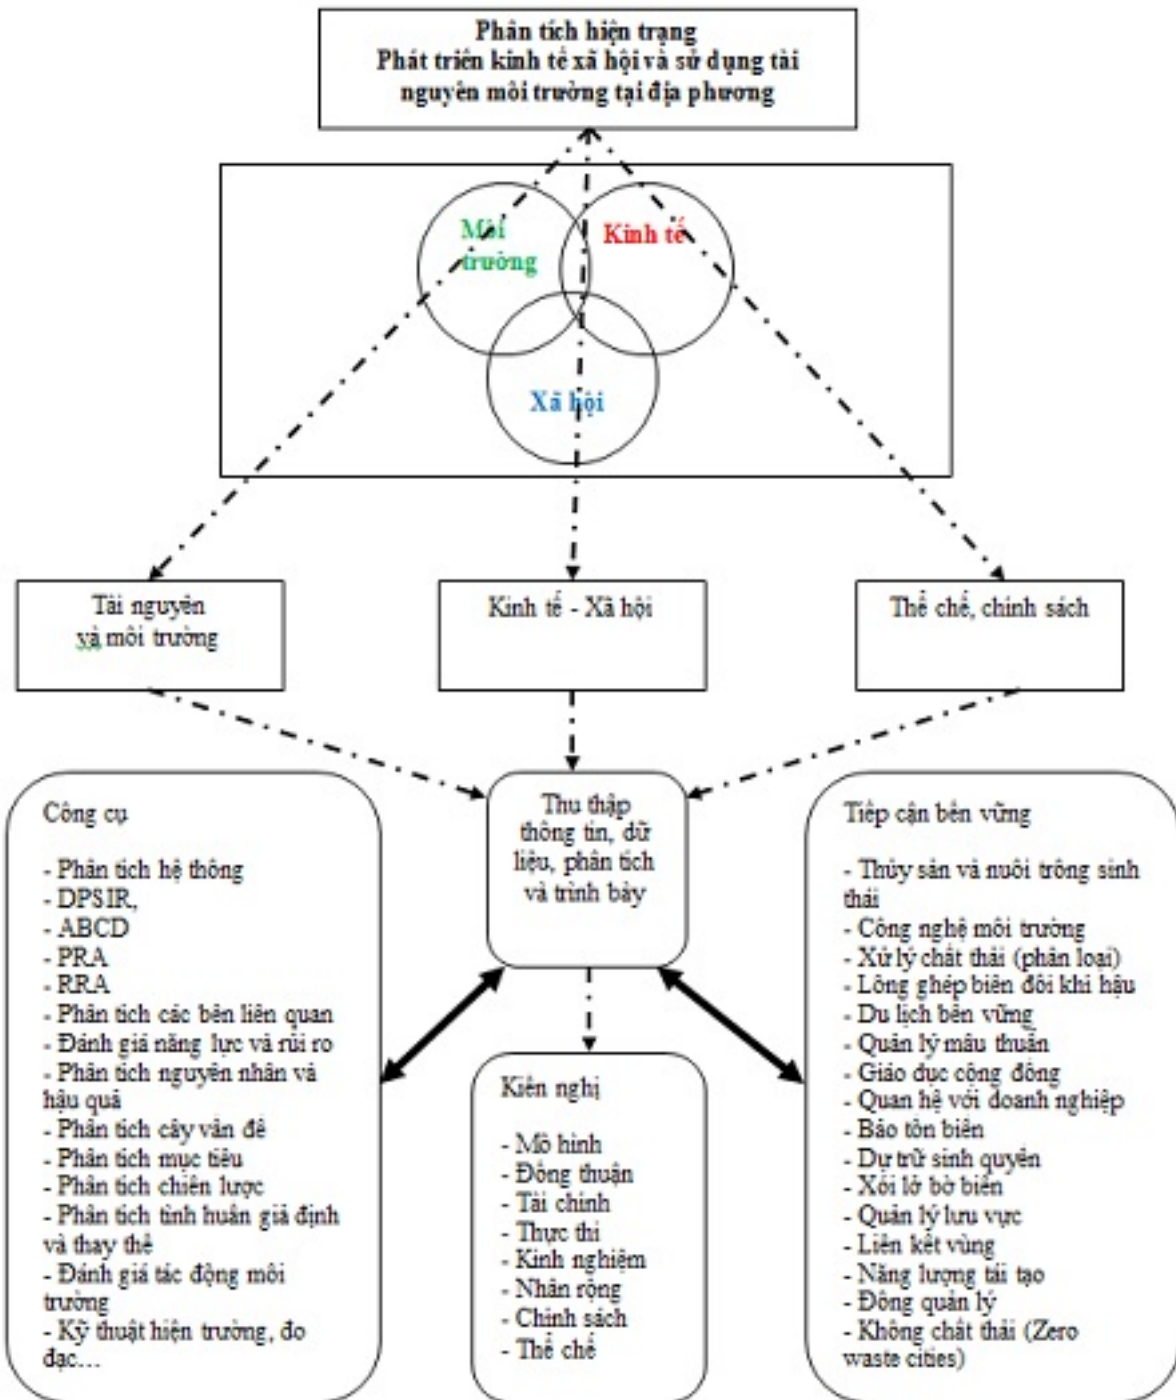 Phân tích hiện trạng
Phát triển kinh tế xã hội và sử dụng tài
nguyên môi trường tại địa phương
Môi
trường
Kinh tế
Xã hội
Tài nguyên
và môi trường
Kinh tế - Xã hội
Thể chế, chính sách
Công cụ
- Phân tích hệ thống
- DPSIR,
- ABCD
- PRA
- RRA
- Phân tích các bên liên quan
- Đánh giá năng lực và rủi ro
- Phân tích nguyên nhân và
hậu quả
- Phân tích cây vấn đề
- Phân tích mục tiêu
- Phân tích chiến lược
- Phân tích tình huấn giả định
và thay thế
- Đánh giá tác động môi
trường
- Kỹ thuật hiện trường, đo
đạc...
Thu thập
thông tin, dữ
liệu, phân tích
và trình bày
Kiến nghị
- Mô hình
- Đồng thuận
- Tài chính
- Thực thi
- Kinh nghiệm
- Nhân rộng
- Chính sách
- Thể chế
Tiếp cận bền vững
- Thủy sản và nuôi trồng sinh
thái
- Công nghệ môi trường
- Xử lý chất thải (phân loại)
- Lồng ghép biến đổi khí hậu
- Du lịch bền vững
- Quản lý mâu thuẫn
- Giáo dục cộng đồng
- Quan hệ với doanh nghiệp
- Bảo tồn biển
- Dự trữ sinh quyển
- Xói lở bờ biển
- Quản lý lưu vực
- Liên kết vùng
- Năng lượng tái tạo
- Đồng quản lý
- Không chất thải (Zero
waste cities)